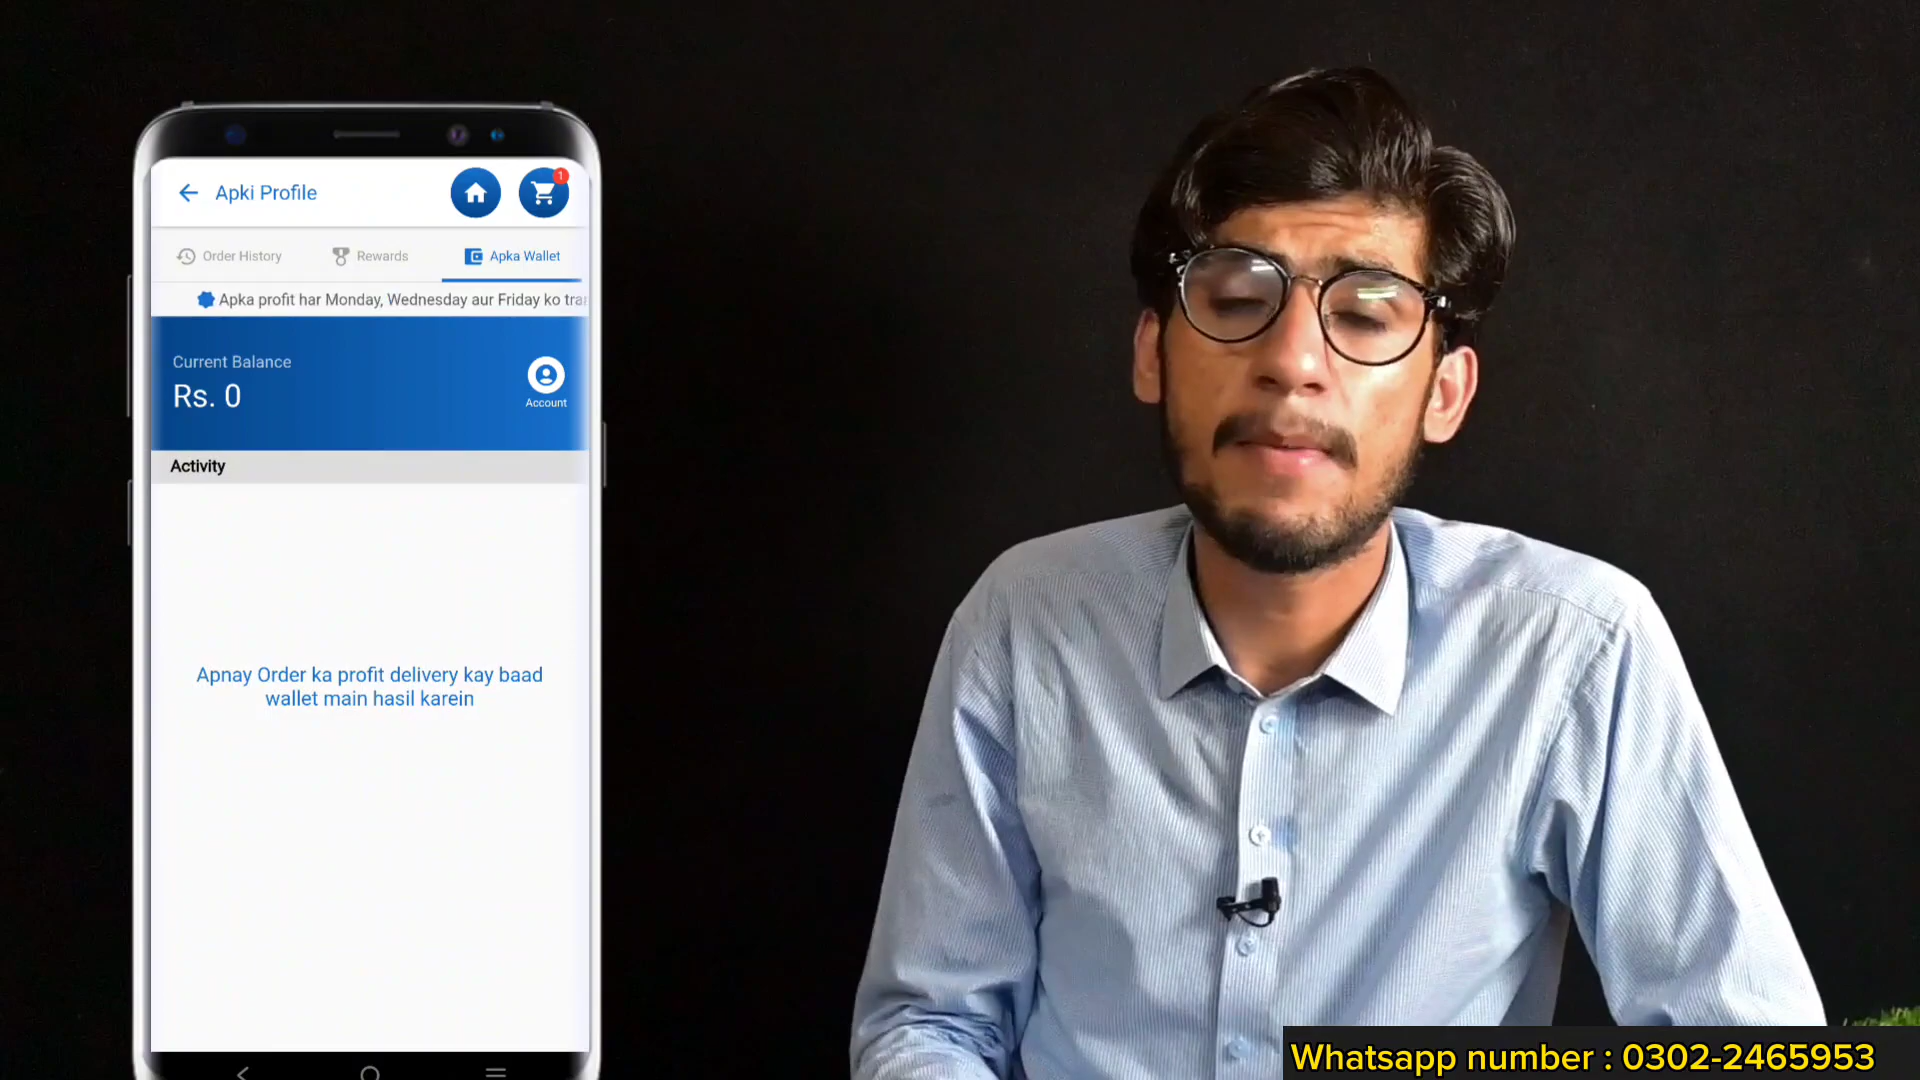 Apki Profile
1
Order History
Rewards
Apka Wallet
Apka profit har Monday, Wednesday aur Friday ko
Current Balance
Rs. 0
Account
Activity
Apnay Order ka profit delivery kay baad
wallet main hasil karein
Whatsapp number : 0302-2465953